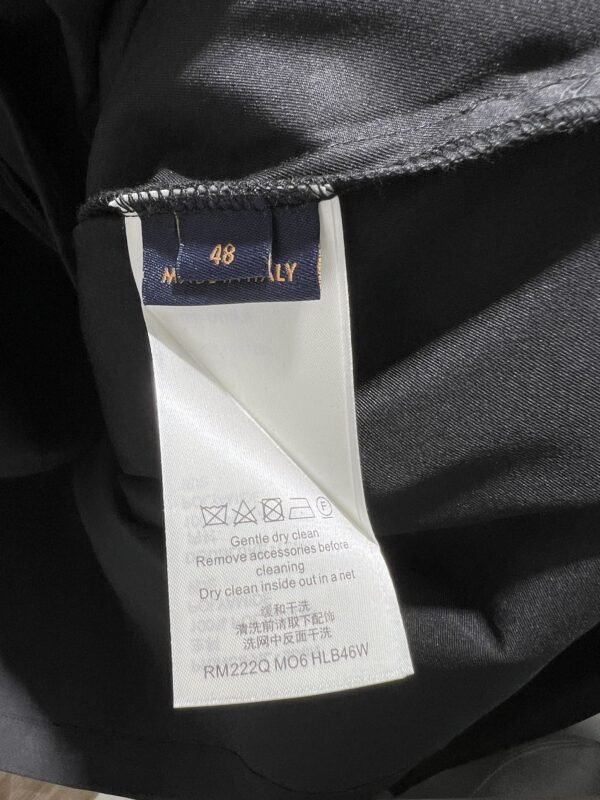 48
Gentle dry clean
Remove accessories before
cleaning
Dry clean inside out in a net
缓和干洗
清洗前请取下配饰
洗网中反面干洗
RM222Q MO6 HLB46W